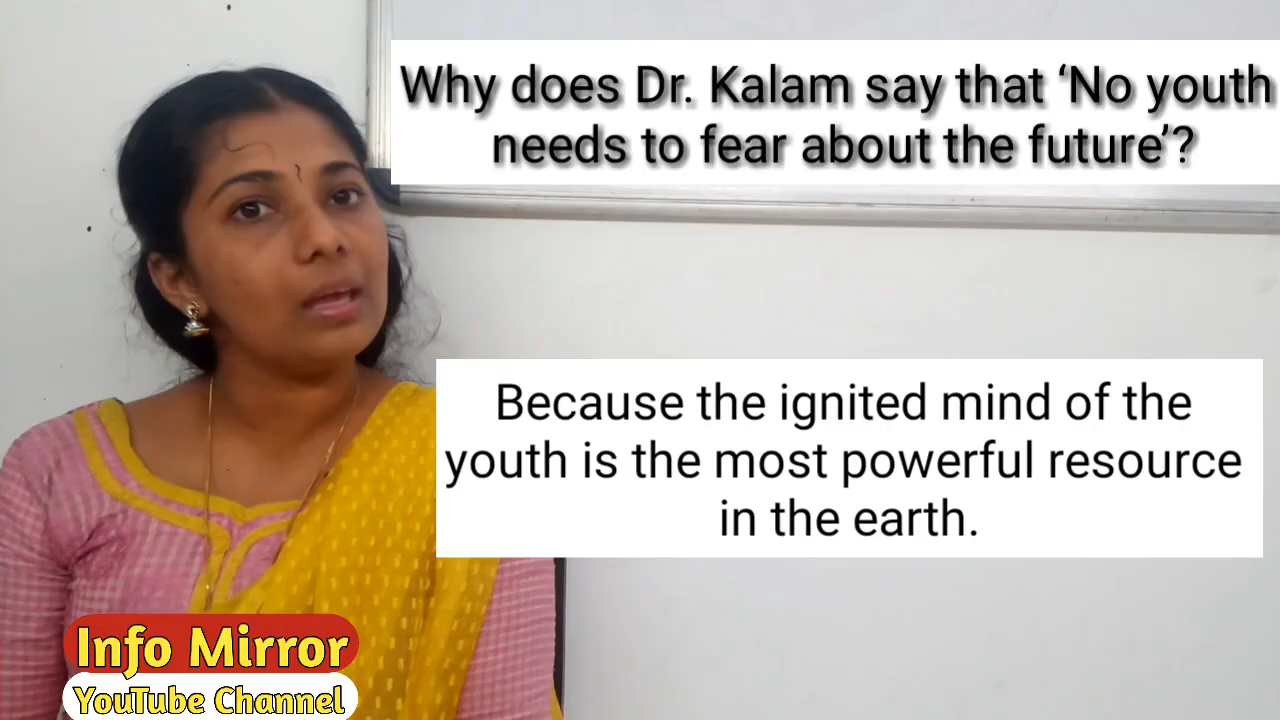 Why does Dr. Kalam say that ‘No youth
needs to fear about the future’?
Because the ignited mind of the
youth is the most powerful resource
in the earth.
Info Mirror
YouTube Channel